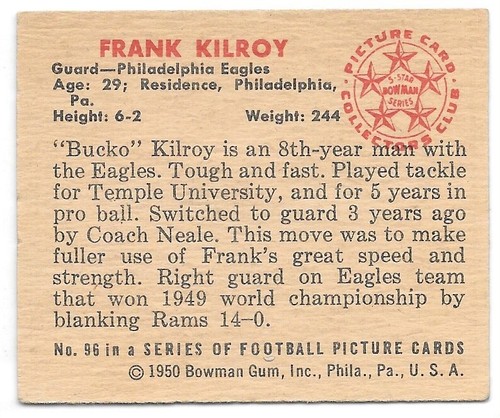 FRANK KILROY
Guard—Philadelphia Eagles
Age: 29; Residence, Philadelphia,
Pa.
Height: 6-2 Weight: 244
PICTURE CARD
COLLECTORS CLUB
5-STAR
BOWMAN
SERIES
"Bucko" Kilroy is an 8th-year man with
the Eagles. Tough and fast. Played tackle
for Temple University, and for 5 years in
pro ball. Switched to guard 3 years ago
by Coach Neale. This move was to make
fuller use of Frank's great speed and
strength. Right guard on Eagles team
that won 1949 world championship by
blanking Rams 14-0.
No. 96 in a SERIES OF FOOTBALL PICTURE CARDS
© 1950 Bowman Gum, Inc., Phila., Pa., U. S. A.